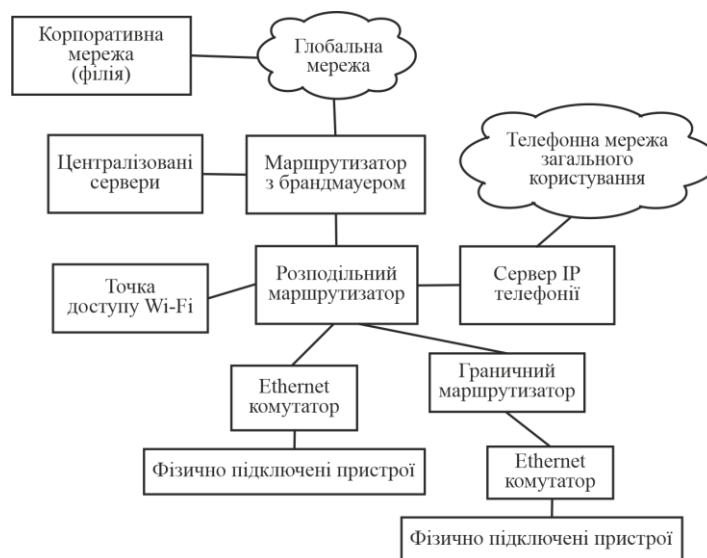 Корпоративна
мережа
(філія)
Глобальна
мережа
Централізовані
сервери
Маршрутизатор
з брандмауером
Телефонна мережа
загального
користування
Точка
доступу Wi-Fi
Розподільний
маршрутизатор
Сервер IP
телефонії
Ethernet
комутатор
Граничний
маршрутизатор
Фізично підключені пристрої
Ethernet
комутатор
Фізично підключені пристрої